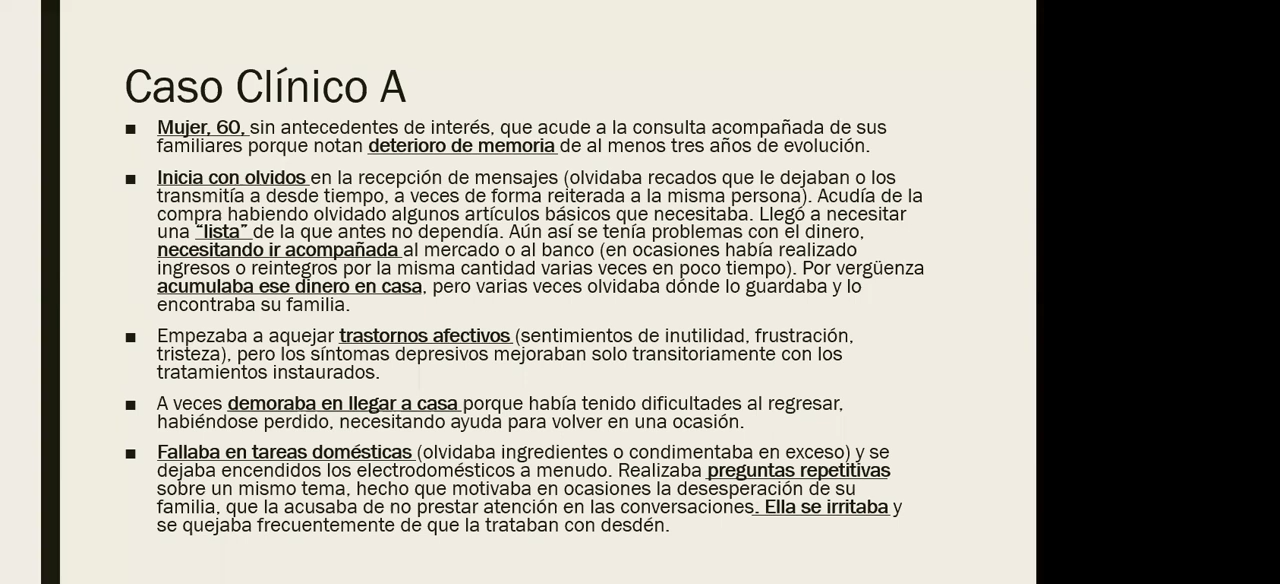 Caso Clínico A
■ Mujer, 60, sin antecedentes de interés, que acude a la consulta acompañada de sus
familiares porque notan deterioro de memoria de al menos tres años de evolución.
■ Inicia con olvidos en la recepción de mensajes (olvidaba recados que le dejaban o los
transmitía a desde tiempo, a veces de forma reiterada a la misma persona). Acudía de la
compra habiendo olvidado algunos artículos básicos que necesitaba. Llegó a necesitar
una “lista” de la que antes no dependía. Aún así se tenía problemas con el dinero,
necesitando ir acompañada al mercado o al banco (en ocasiones había realizado
ingresos o reintegros por la misma cantidad varias veces en poco tiempo). Por vergüenza
acumulaba ese dinero en casa, pero varias veces olvidaba dónde lo guardaba y lo
encontraba su familia.
■ Empezaba a aquejar trastornos afectivos (sentimientos de inutilidad, frustración,
tristeza), pero los síntomas depresivos mejoraban solo transitoriamente con los
tratamientos instaurados.
■ A veces demoraba en llegar a casa porque había tenido dificultades al regresar,
habiéndose perdido, necesitando ayuda para volver en una ocasión.
■ Fallaba en tareas domésticas (olvidaba ingredientes o condimentaba en exceso) y se
dejaba encendidos los electrodomésticos a menudo. Realizaba preguntas repetitivas
sobre un mismo tema, hecho que motivaba en ocasiones la desesperación de su
familia, que la acusaba de no prestar atención en las conversaciones. Ella se irritaba y
se quejaba frecuentemente de que la trataban con desdén.